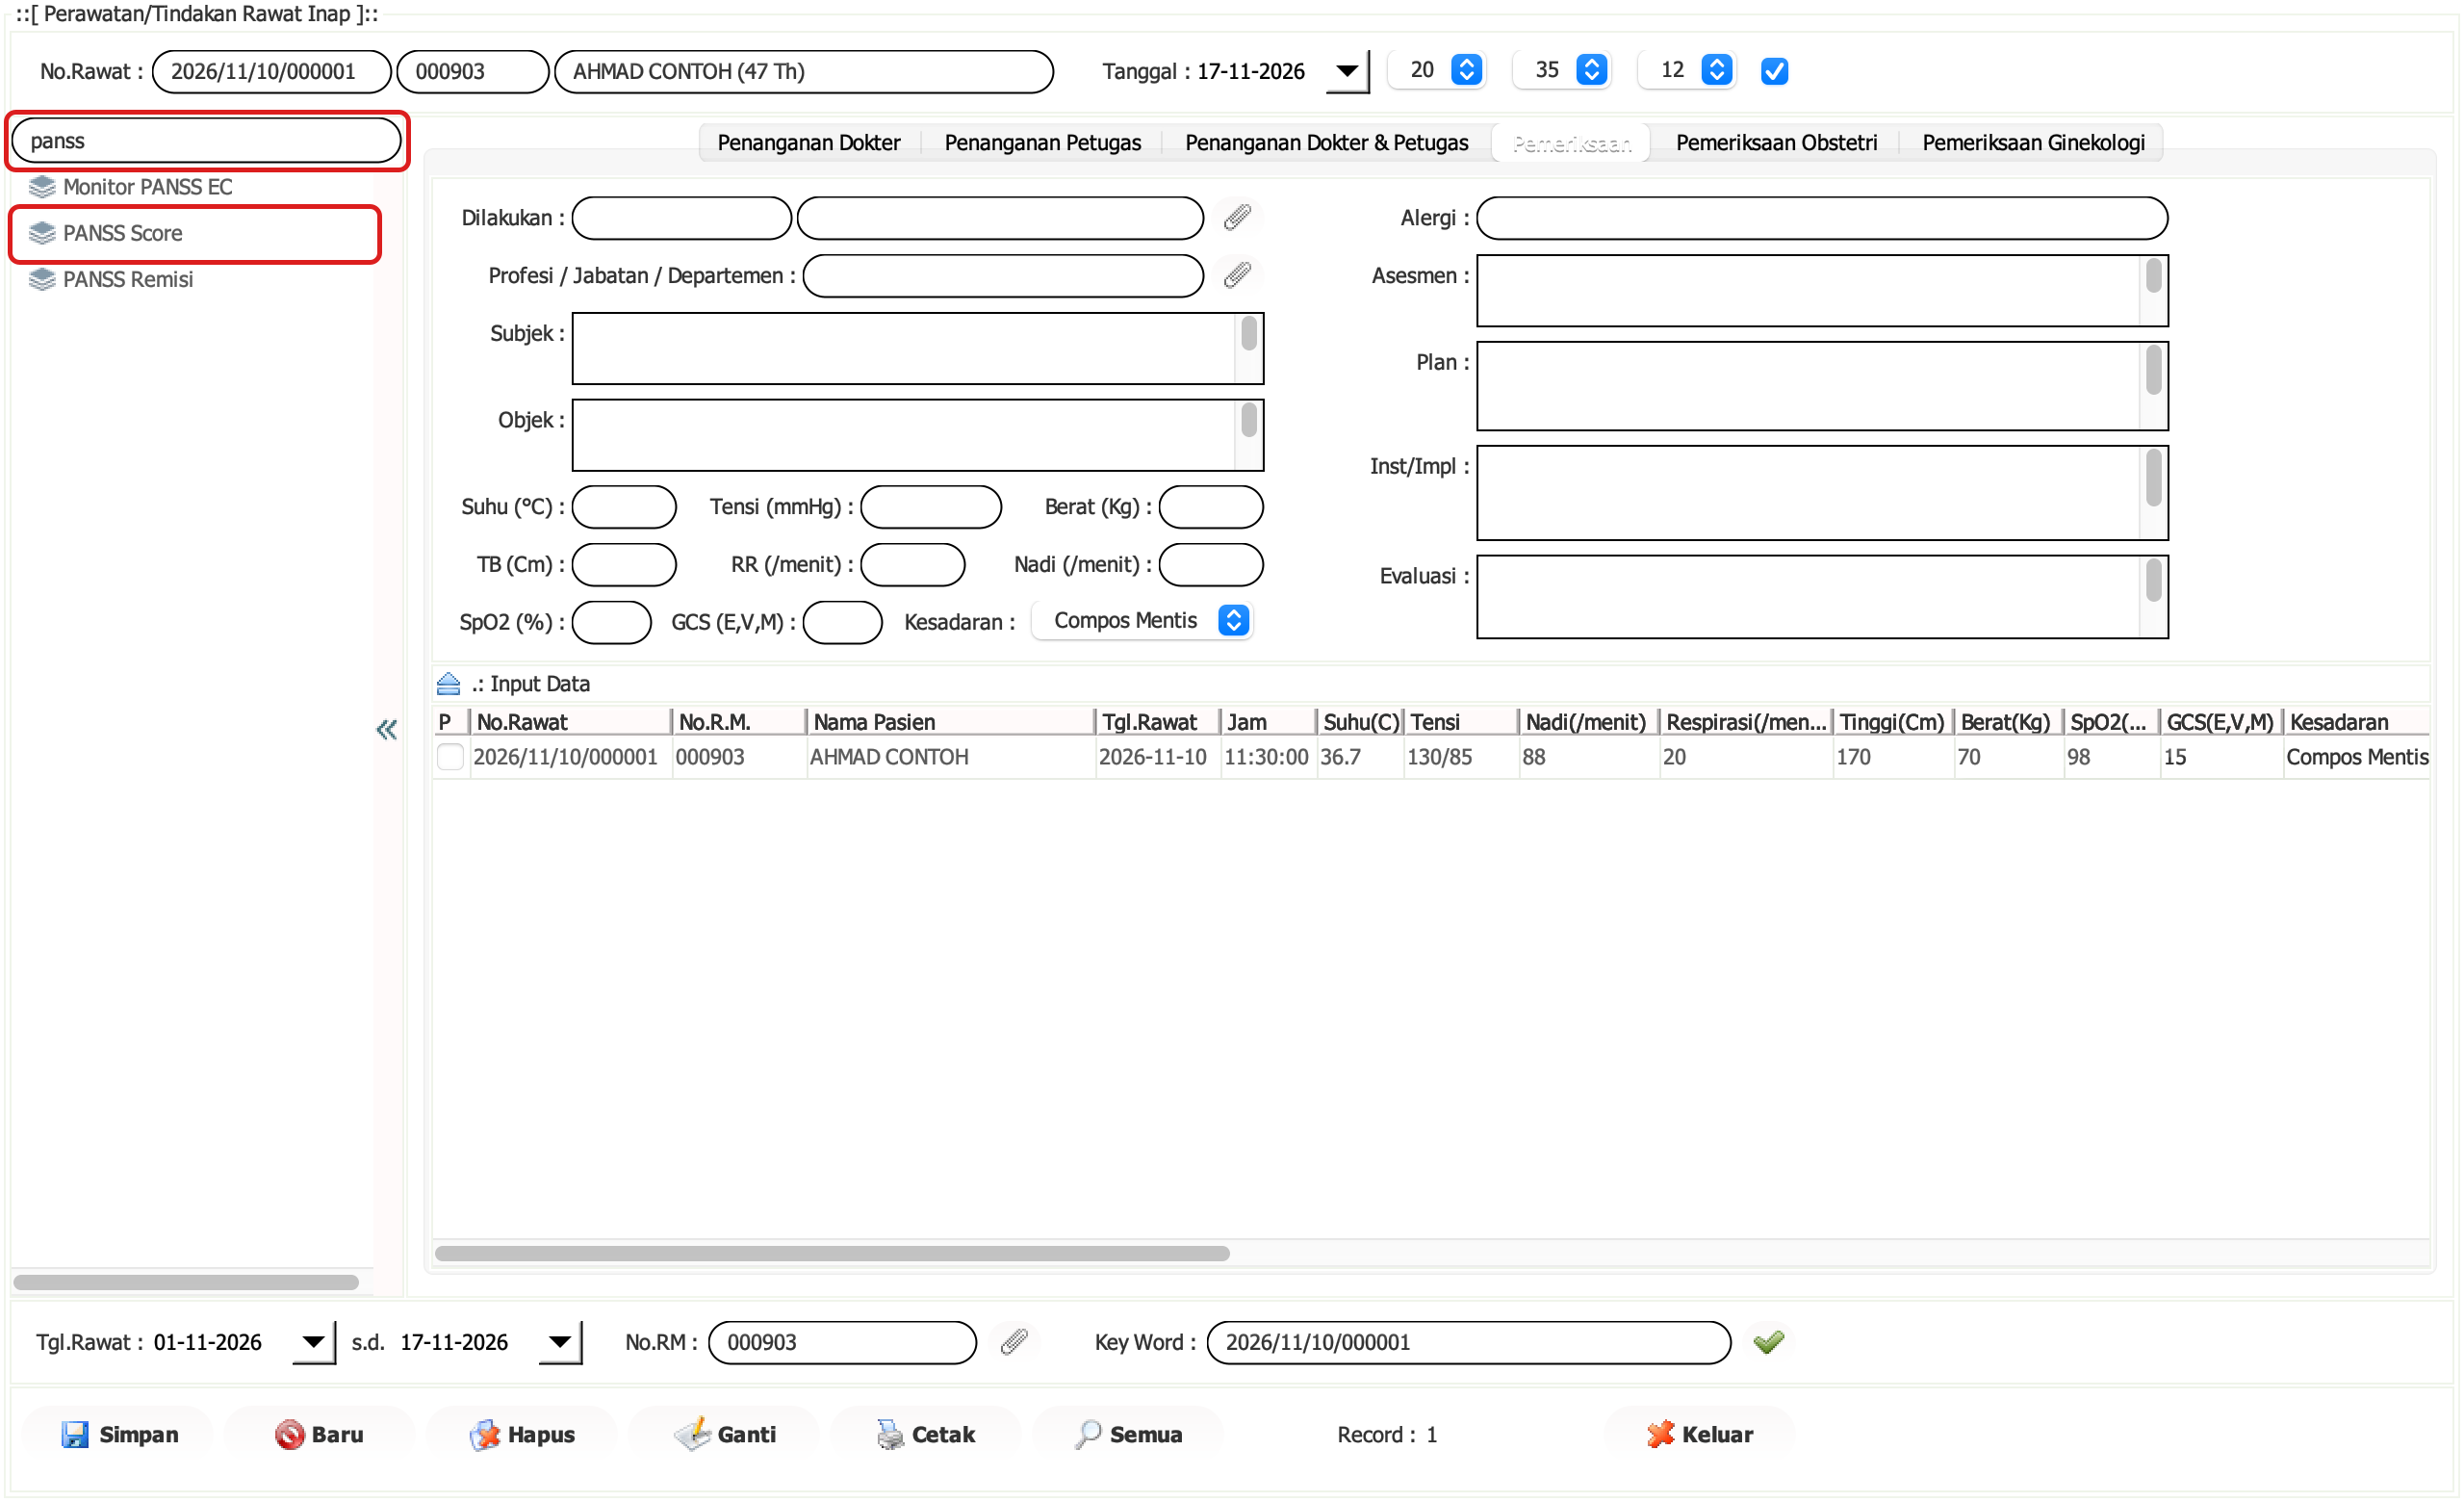 ::[ Perawatan/Tindakan Rawat Inap ]::
No.Rawat : 2026/11/10/000001 000903 AHMAD CONTOH (47 Th) Tanggal : 17-11-2026 20 35 12
panss
Monitor PANSS EC
PANSS Score
PANSS Remisi
Penanganan Dokter Penanganan Petugas Penanganan Dokter & Petugas Pemeriksaan Pemeriksaan Obstetri Pemeriksaan Ginekologi
Dilakukan :
Profesi / Jabatan / Departemen :
Subjek :
Objek :
Suhu (°C) : Tensi (mmHg) : Berat (Kg) :
TB (Cm) : RR (/menit) : Nadi (/menit) :
SpO2 (%) : GCS (E,V,M) : Kesadaran : Compos Mentis
Alergi :
Asesmen :
Plan :
Inst/Impl :
Evaluasi :
.: Input Data
P No.Rawat No.R.M. Nama Pasien Tgl.Rawat Jam Suhu(C) Tensi Nadi(/menit) Respirasi(/men... Tinggi(Cm) Berat(Kg) SpO2(... GCS(E,V,M) Kesadaran
2026/11/10/000001 000903 AHMAD CONTOH 2026-11-10 11:30:00 36.7 130/85 88 20 170 70 98 15 Compos Mentis
Tgl.Rawat : 01-11-2026 s.d. 17-11-2026 No.RM : 000903 Key Word : 2026/11/10/000001
Simpan Baru Hapus Ganti Cetak Semua Record : 1 Keluar